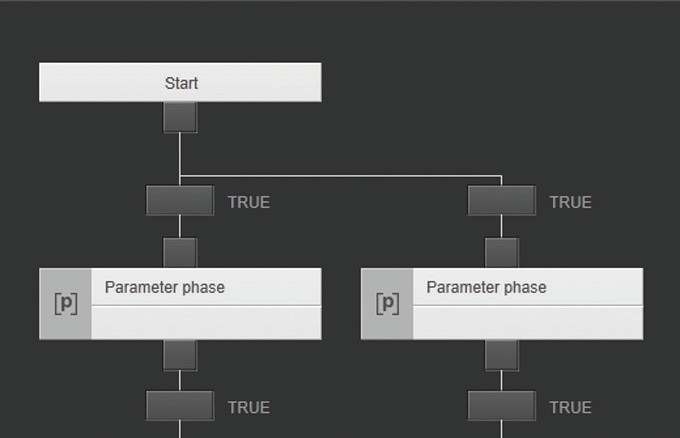 Start
TRUE
TRUE
[p]
Parameter phase
[p]
Parameter phase
TRUE
TRUE